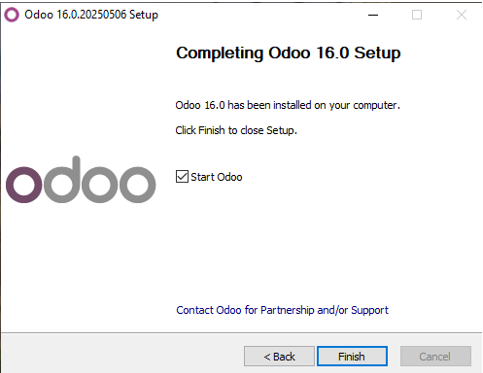 Odoo 16.0.20250506 Setup
Completing Odoo 16.0 Setup
Odoo 16.0 has been installed on your computer.
Click Finish to close Setup.
odoo
Start Odoo
Contact Odoo for Partnership and/or Support
< Back
Finish
Cancel